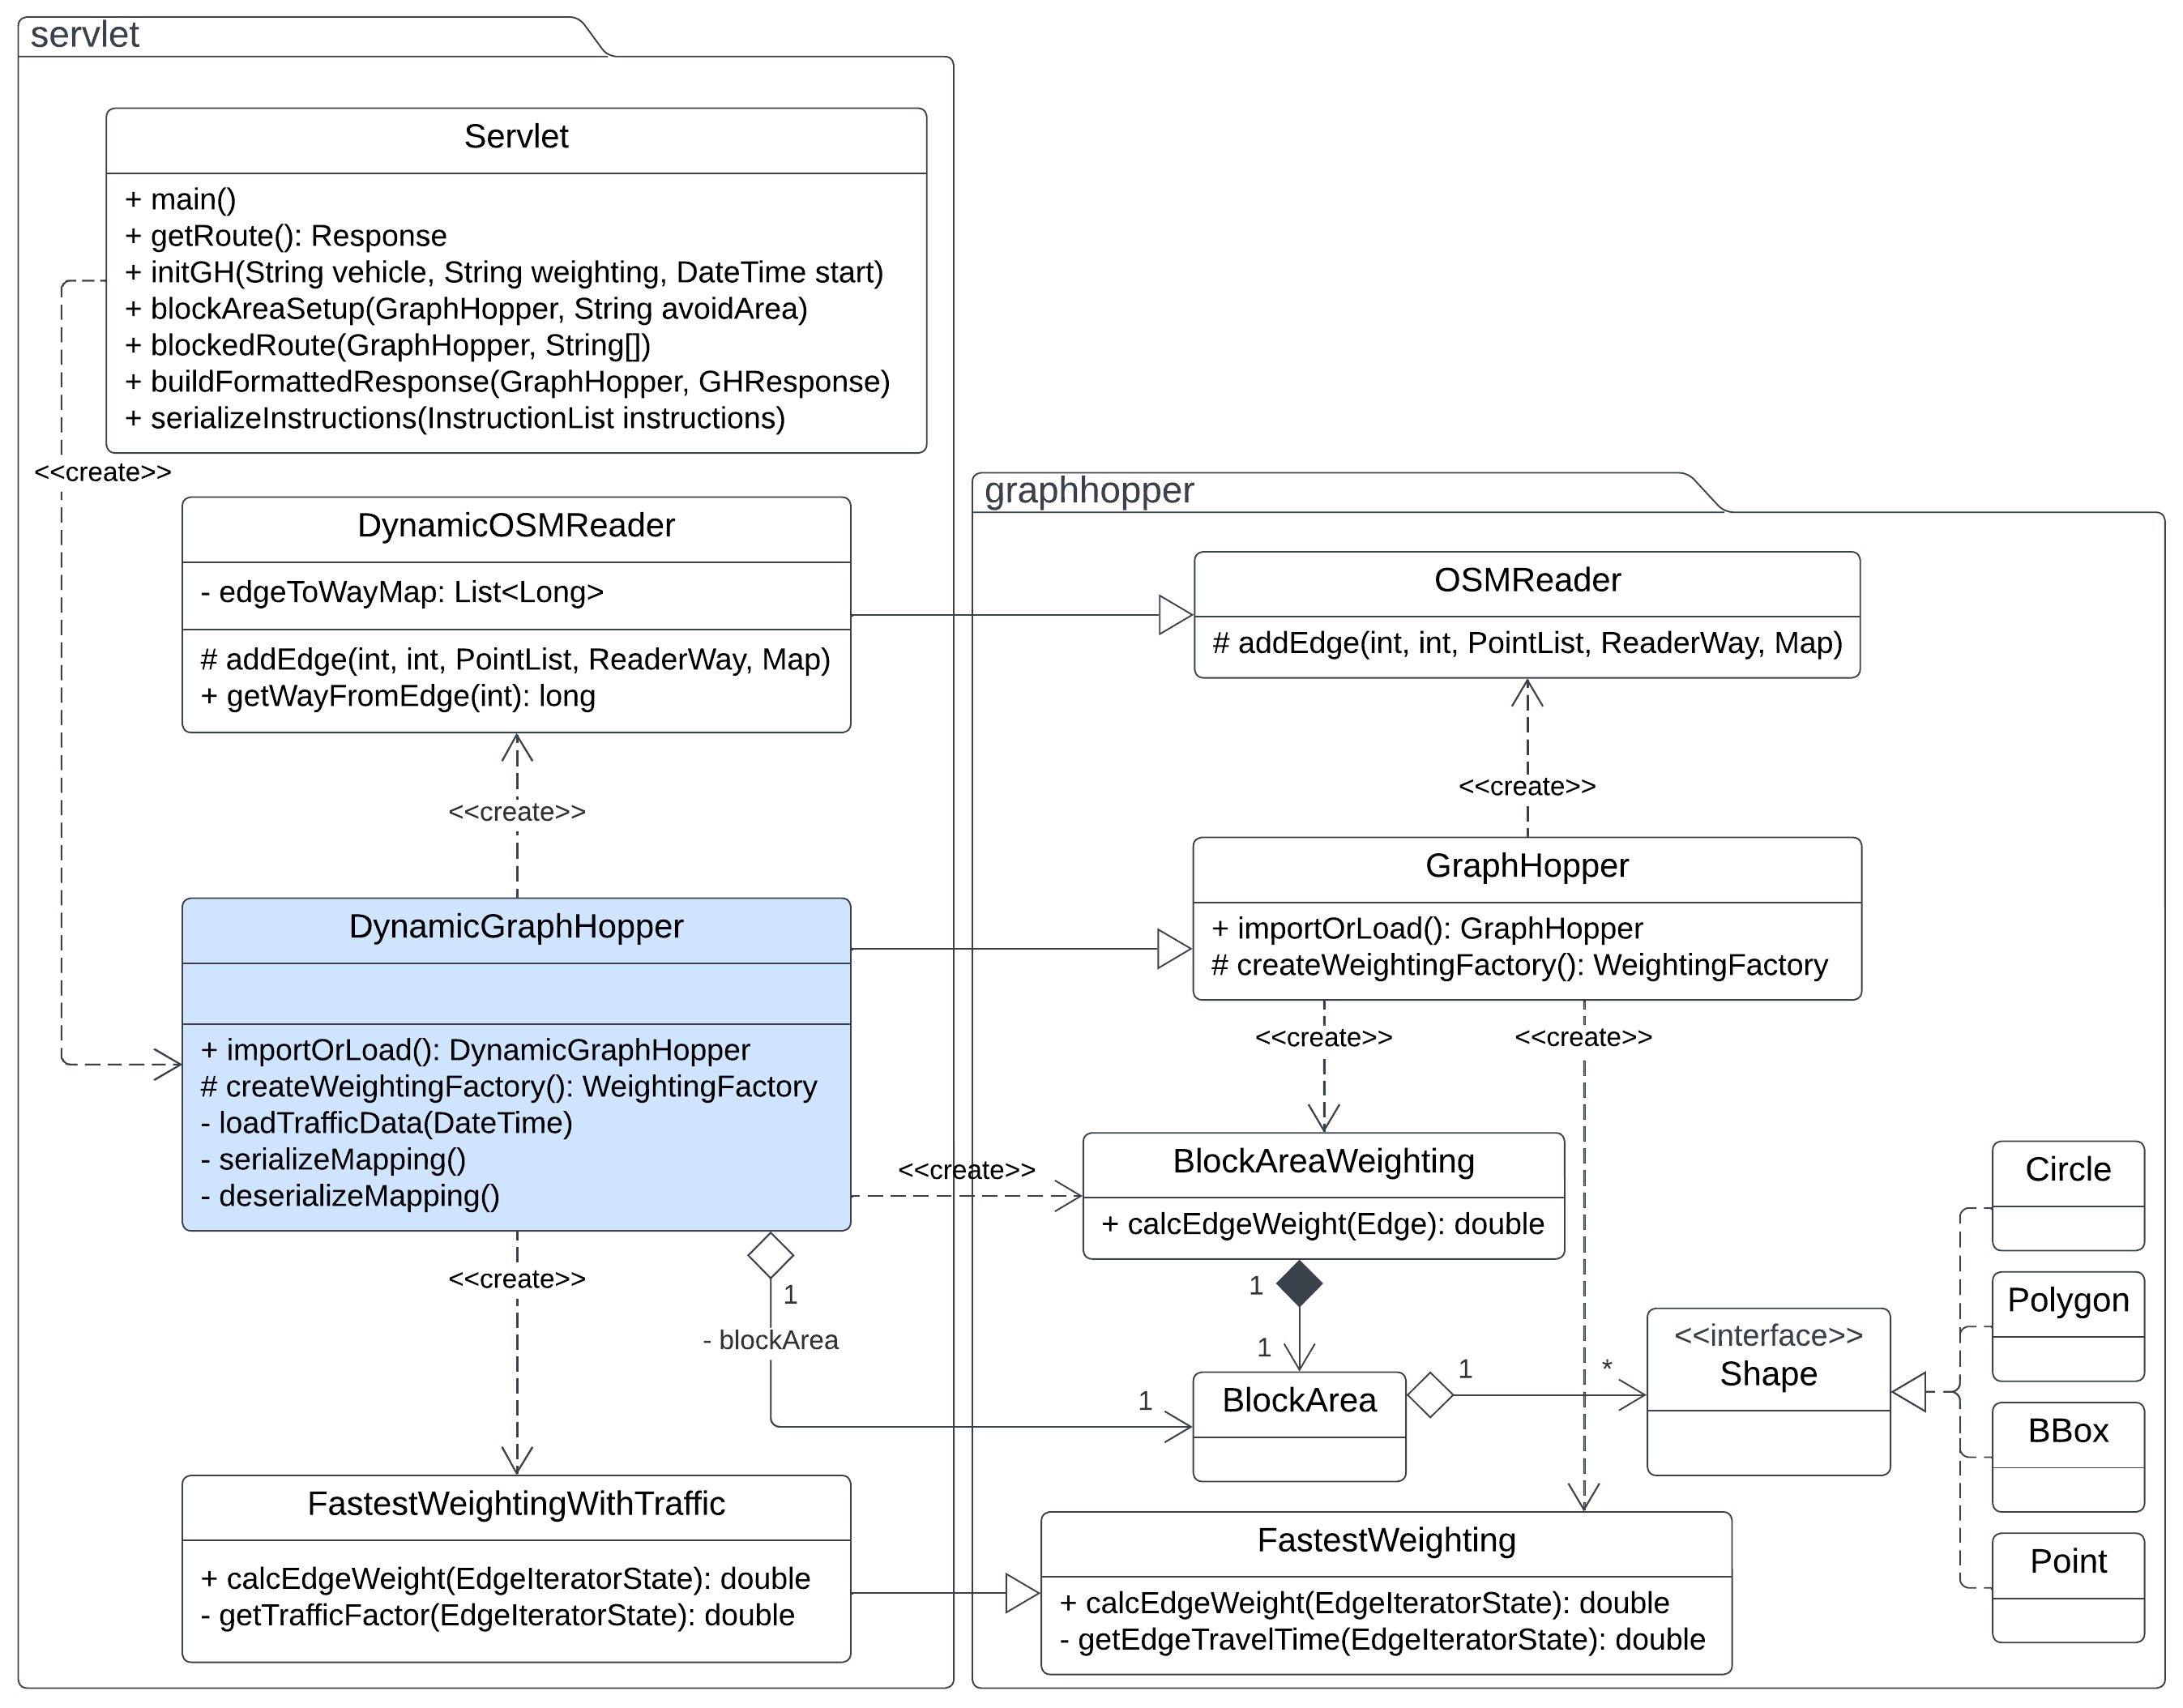 servlet
Servlet
+ main()
+ getRoute(): Response
+ initGH(String vehicle, String weighting, DateTime start)
+ blockAreaSetup(GraphHopper, String avoidArea)
+ blockedRoute(GraphHopper, String[])
+ buildFormattedResponse(GraphHopper, GHResponse)
+ serializeInstructions(InstructionList instructions)
<<create>>
DynamicOSMReader
- edgeToWayMap: List<Long>
# addEdge(int, int, PointList, ReaderWay, Map)
+ getWayFromEdge(int): long
<<create>>
DynamicGraphHopper
+ importOrLoad(): DynamicGraphHopper
# createWeightingFactory(): WeightingFactory
- loadTrafficData(DateTime)
- serializeMapping()
- deserializeMapping()
<<create>>
<<create>>
1
- blockArea
1
FastestWeightingWithTraffic
+ calcEdgeWeight(EdgeIteratorState): double
- getTrafficFactor(EdgeIteratorState): double
graphhopper
OSMReader
# addEdge(int, int, PointList, ReaderWay, Map)
<<create>>
GraphHopper
+ importOrLoad(): GraphHopper
# createWeightingFactory(): WeightingFactory
<<create>>
<<create>>
BlockAreaWeighting
+ calcEdgeWeight(Edge): double
1
1
BlockArea
1
*
<<interface>>
Shape
Circle
Polygon
BBox
Point
FastestWeighting
+ calcEdgeWeight(EdgeIteratorState): double
- getEdgeTravelTime(EdgeIteratorState): double